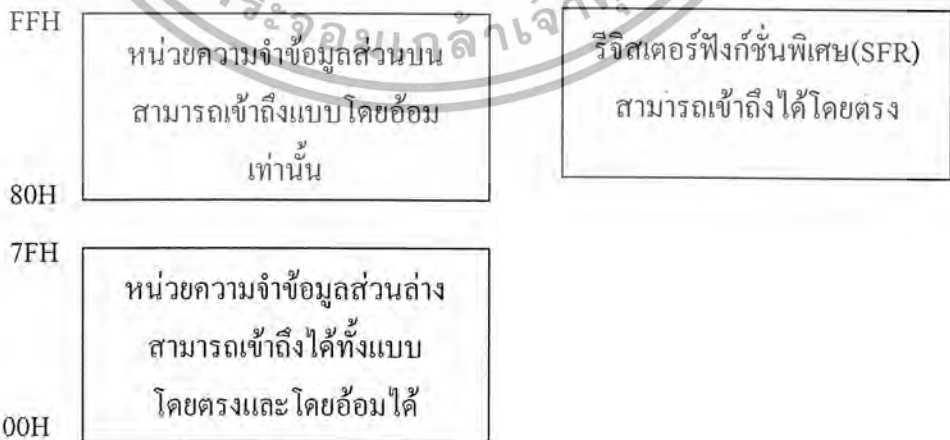 FFH
หน่วยความจำข้อมูลส่วนบน
สามารถเข้าถึงแบบโดยอ้อม
เท่านั้น
80H
รีจิสเตอร์ฟังก์ชั่นพิเศษ(SFR)
สามารถเข้าถึงได้โดยตรง
7FH
หน่วยความจำข้อมูลส่วนล่าง
สามารถเข้าถึงได้ทั้งแบบ
โดยตรงและโดยอ้อมได้
00H